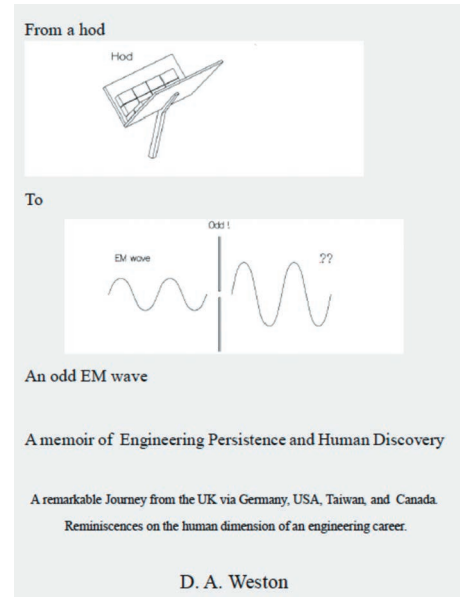 From a hod
Hod
To
Odd !
EM wave
??
An odd EM wave
A memoir of Engineering Persistence and Human Discovery
A remarkable Journey from the UK via Germany, USA, Taiwan, and Canada.
Reminiscences on the human dimension of an engineering career.
D. A. Weston